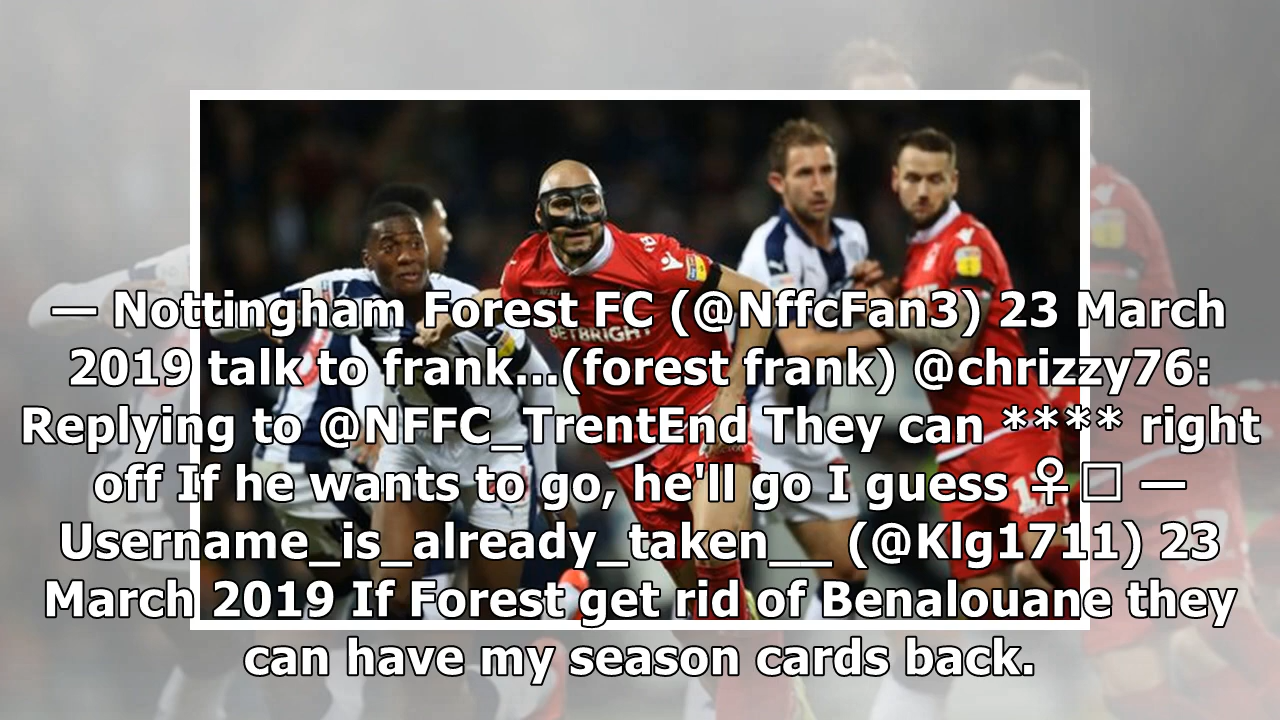 — Nottingham Forest FC (@NffcFan3) 23 March
2019 talk to frank...(forest frank) @chrizzy76:
Replying to @NFFC_TrentEnd They can **** right
off If he wants to go, he'll go I guess ♀□ —
Username_is_already_taken__ (@Klg1711) 23
March 2019 If Forest get rid of Benalouane they
can have my season cards back.
BETBRIGHT